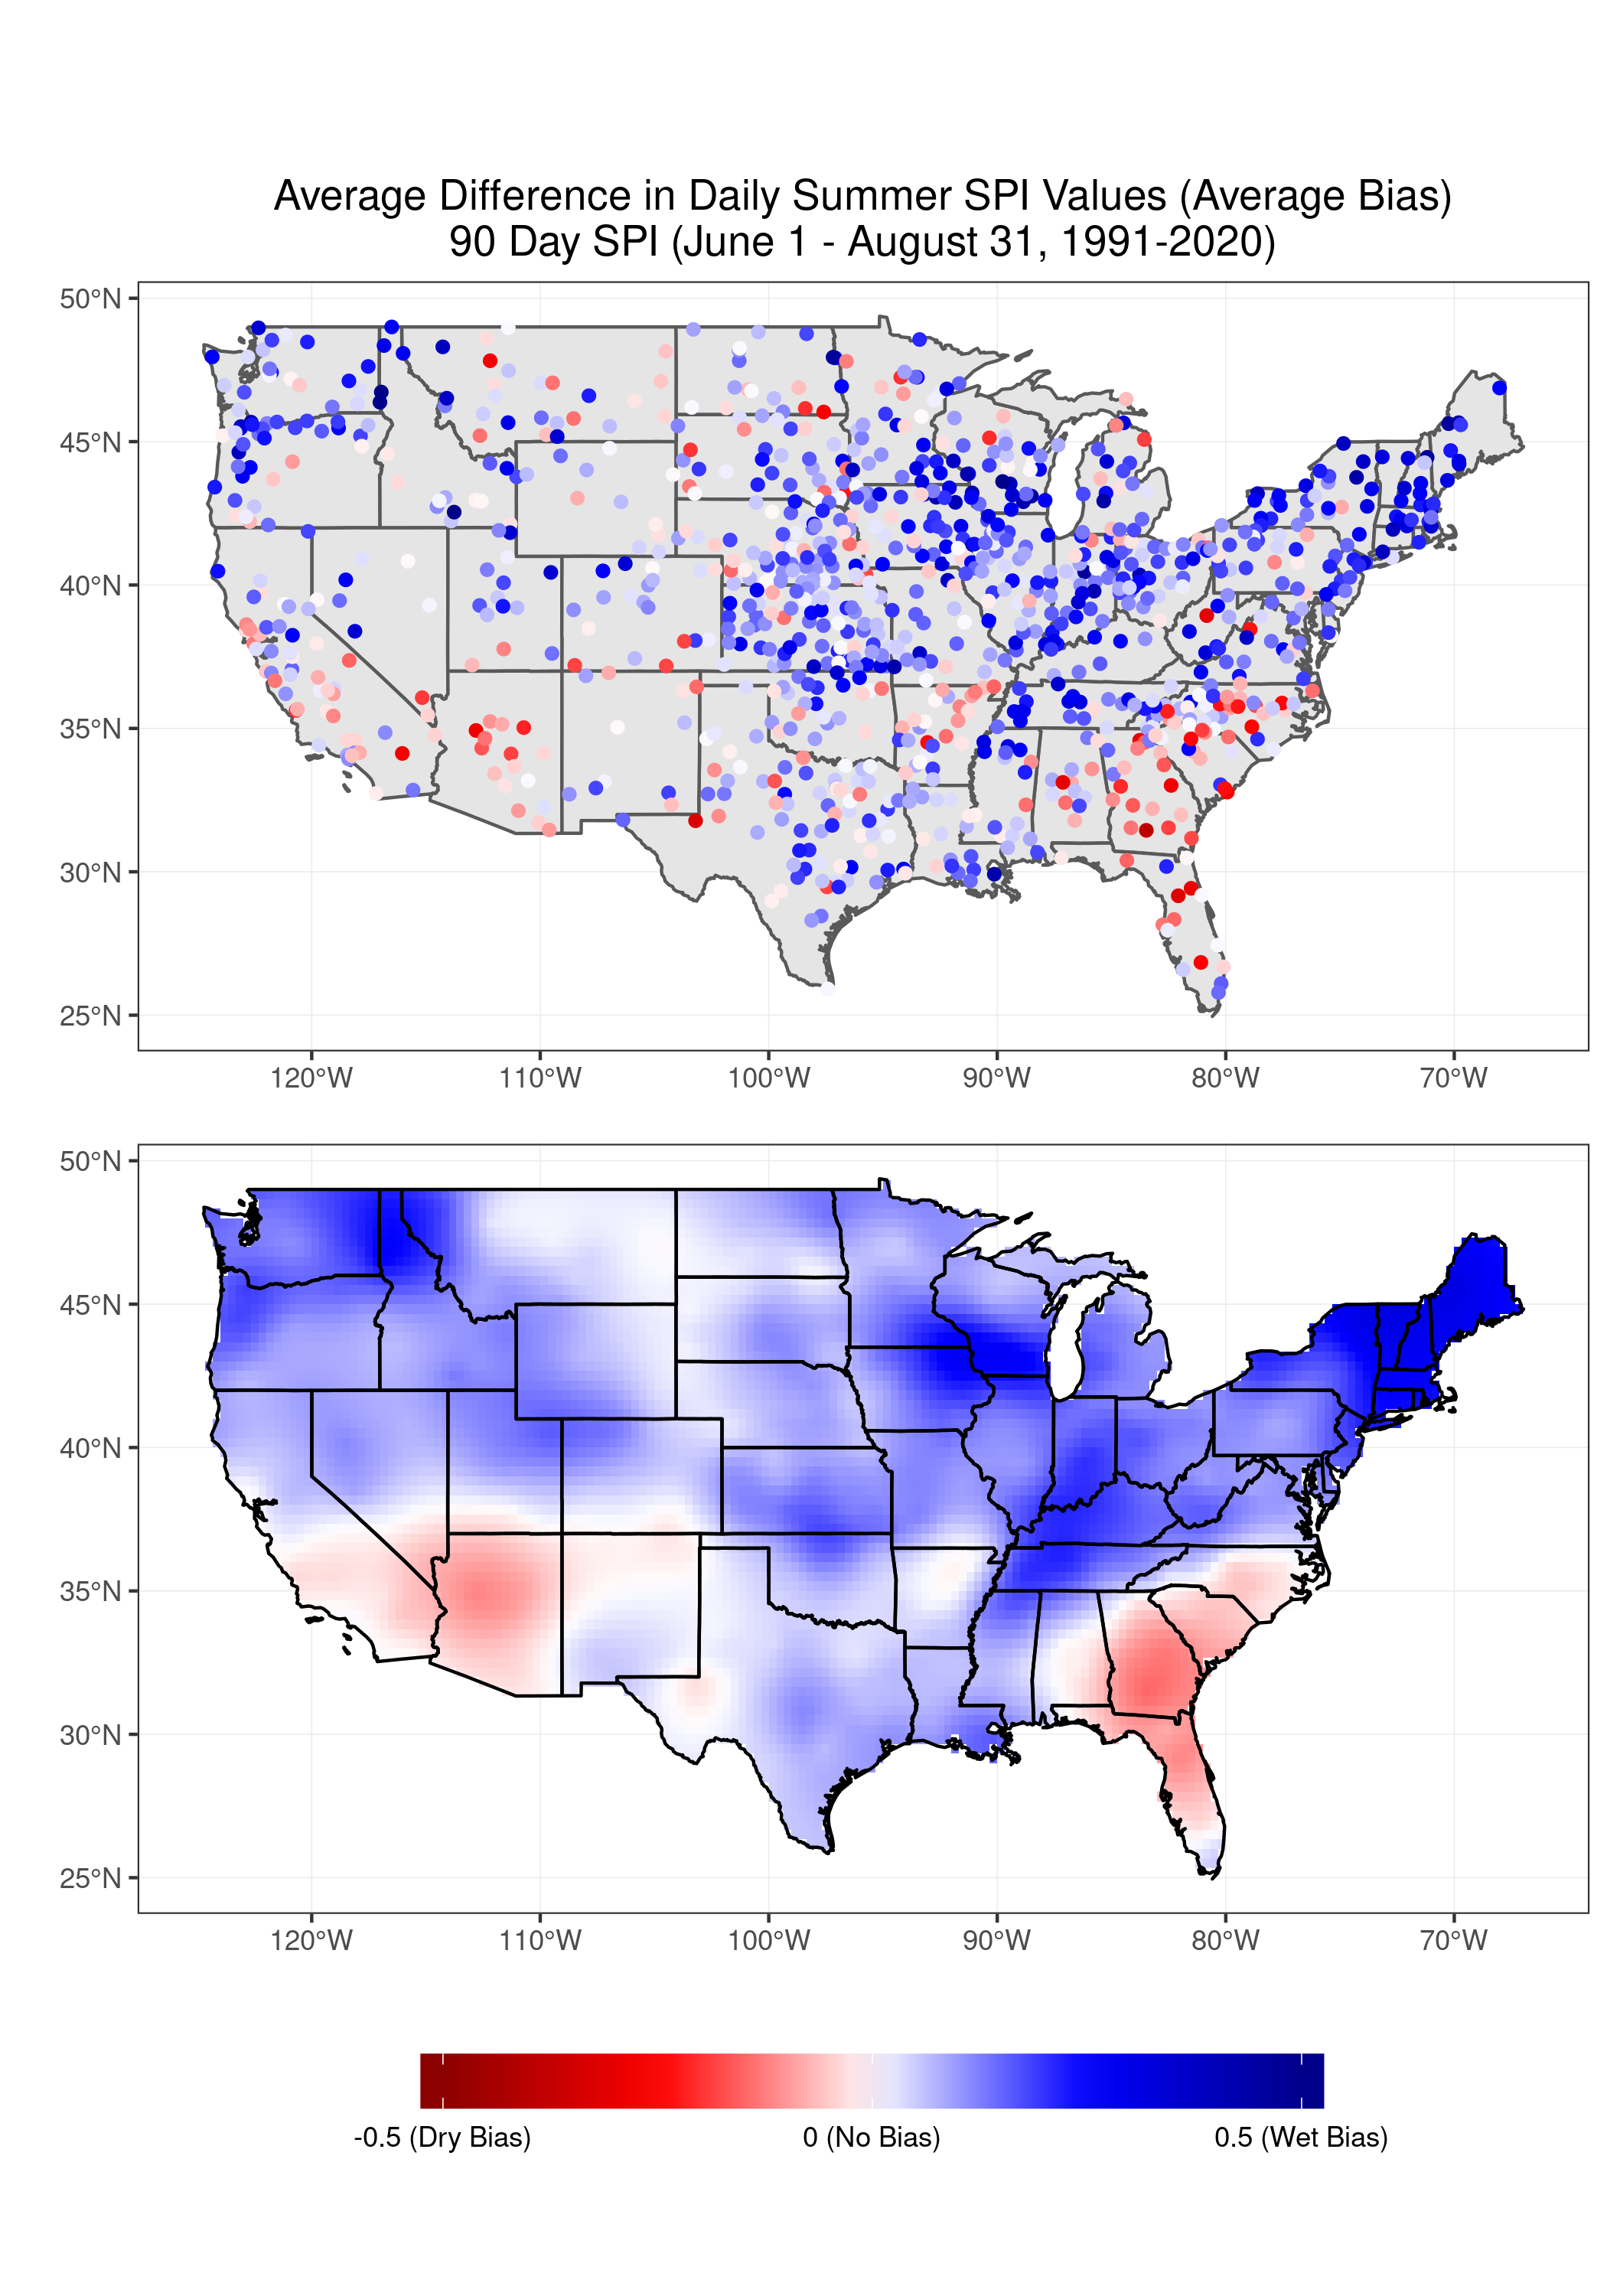 Average Difference in Daily Summer SPI Values (Average Bias)
90 Day SPI (June 1 - August 31, 1991-2020)
50°N
45°N
40°N
35°N
30°N
25°N
120°W 110°W 100°W 90°W 80°W 70°W
50°N
45°N
40°N
35°N
30°N
25°N
120°W 110°W 100°W 90°W 80°W 70°W
-0.5 (Dry Bias) 0 (No Bias) 0.5 (Wet Bias)